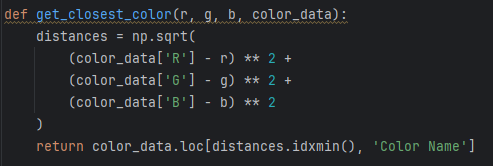 def get_closest_color(r, g, b, color_data):
    distances = np.sqrt(
        (color_data['R'] - r) ** 2 +
        (color_data['G'] - g) ** 2 +
        (color_data['B'] - b) ** 2
    )
    return color_data.loc[distances.idxmin(), 'Color Name']